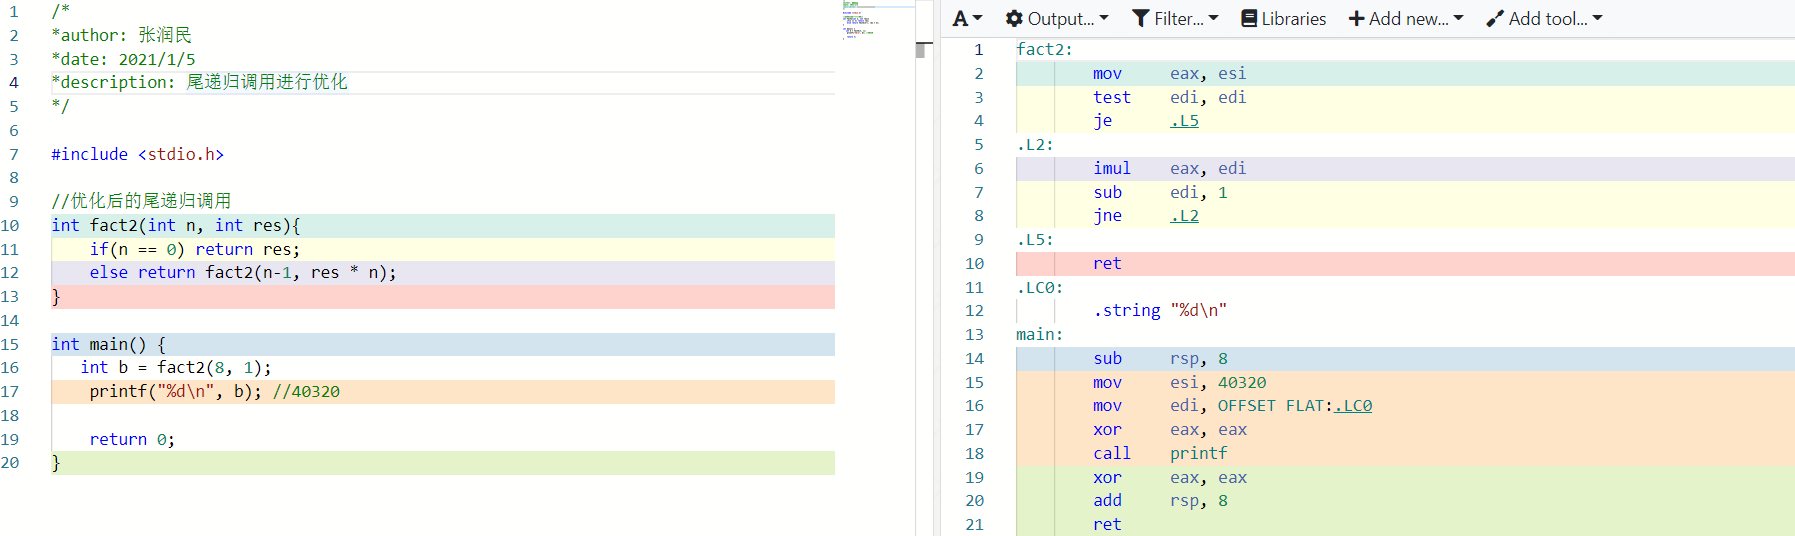 1 /*
2 *author: 张润民
3 *date: 2021/1/5
4 *description: 尾递归调用进行优化
5 */
6
7 #include <stdio.h>
8
9 //优化后的尾递归调用
10 int fact2(int n, int res){
11     if(n == 0) return res;
12     else return fact2(n-1, res * n);
13 }
14
15 int main() {
16    int b = fact2(8, 1);
17     printf("%d\n", b); //40320
18
19     return 0;
20 }
A Output... Filter... Libraries Add new... Add tool...
1 fact2:
2         mov     eax, esi
3         test    edi, edi
4         je      .L5
5 .L2:
6         imul    eax, edi
7         sub     edi, 1
8         jne     .L2
9 .L5:
10         ret
11 .LC0:
12         .string "%d\n"
13 main:
14         sub     rsp, 8
15         mov     esi, 40320
16         mov     edi, OFFSET FLAT:.LC0
17         xor     eax, eax
18         call    printf
19         xor     eax, eax
20         add     rsp, 8
21         ret